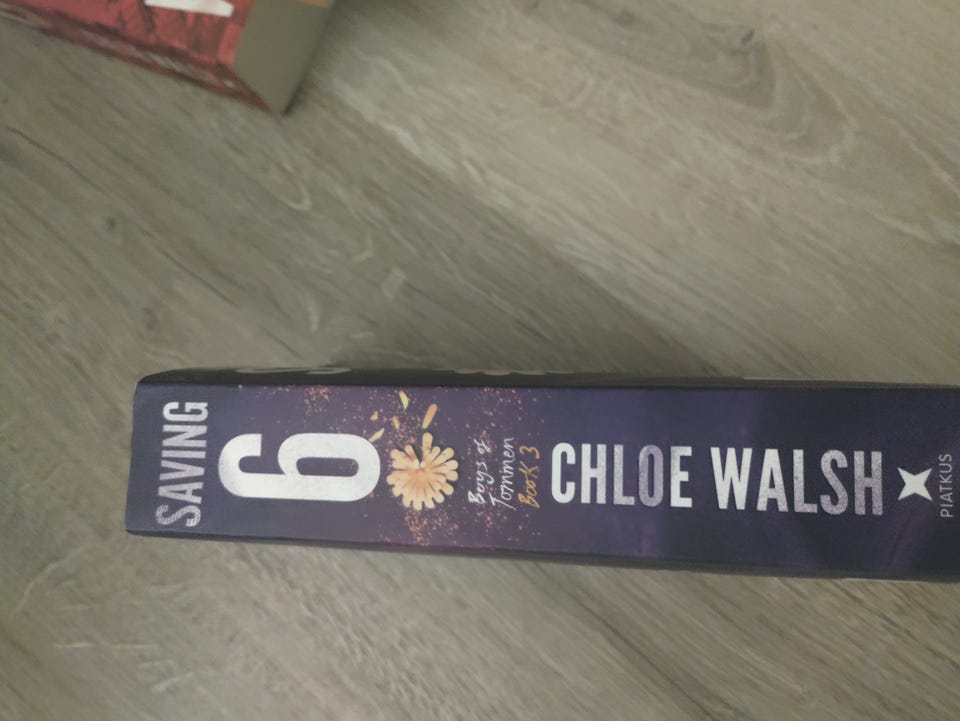 SAVING
6
Boys of
Tommen
Book 3
CHLOE WALSH
PIATKUS